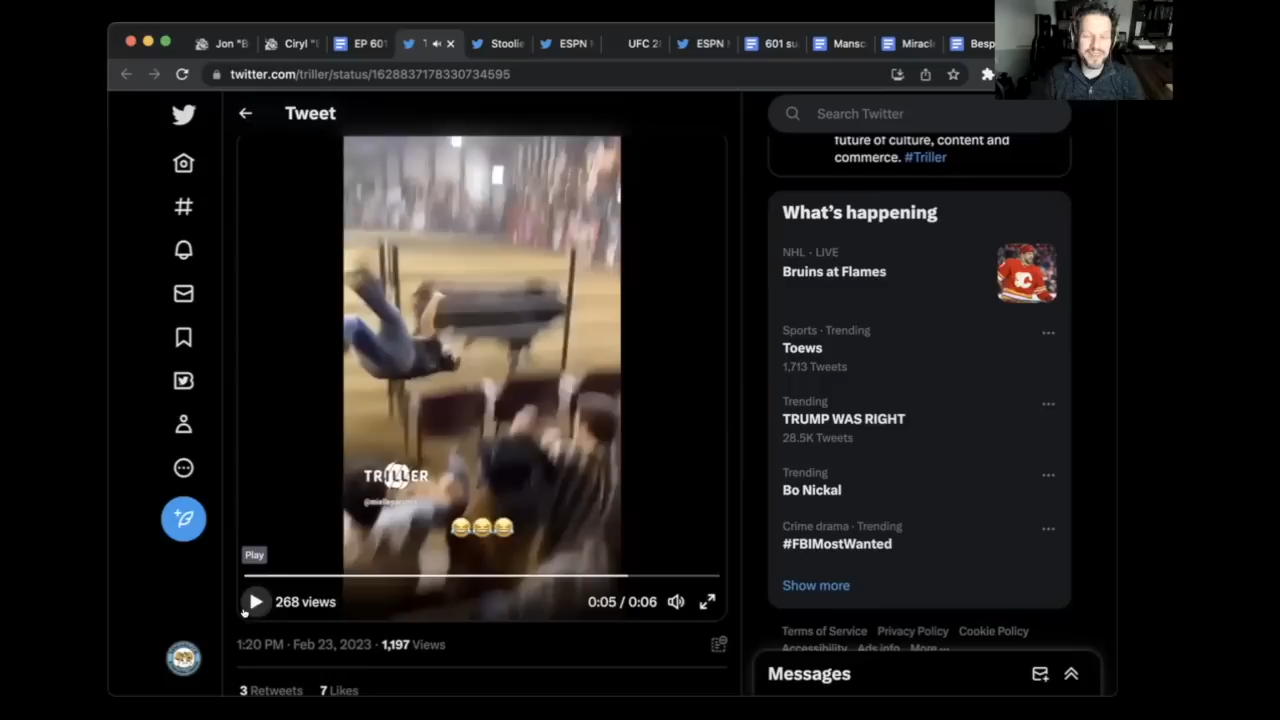 Jon "B
Ciryl "I
EP 601
T
Stoolie
ESPN
UFC 28
ESPN M
601 su
Mansc
Miracl
Besp
twitter.com/triller/status/1628837178330734595
Tweet
Search Twitter
future of culture, content and
commerce. #Triller
What's happening
NHL · LIVE
Bruins at Flames
Sports · Trending
Toews
1,713 Tweets
Trending
TRUMP WAS RIGHT
28.5K Tweets
Trending
Bo Nickal
Crime drama · Trending
#FBIMostWanted
Show more
TRILLER
Play
268 views
0:05 / 0:06
1:20 PM · Feb 23, 2023 · 1,197 Views
3 Retweets 7 Likes
Terms of Service Privacy Policy Cookie Policy
Accessibility Ads info More
Messages